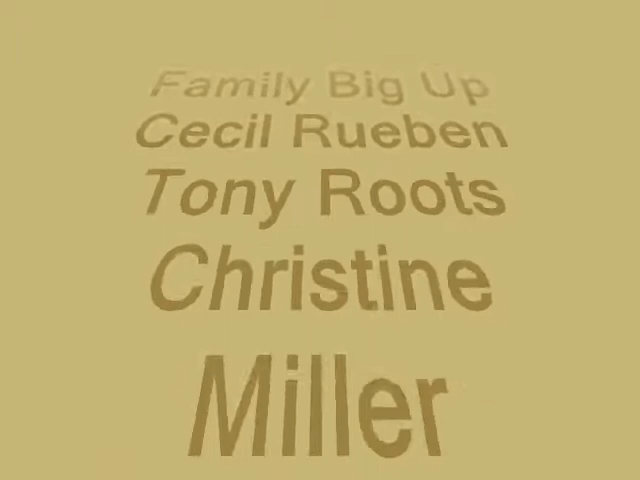 Family Big Up
Cecil Rueben
Tony Roots
Christine
Miller